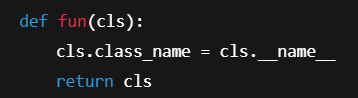 def fun(cls):
    cls.class_name = cls.__name__
    return cls